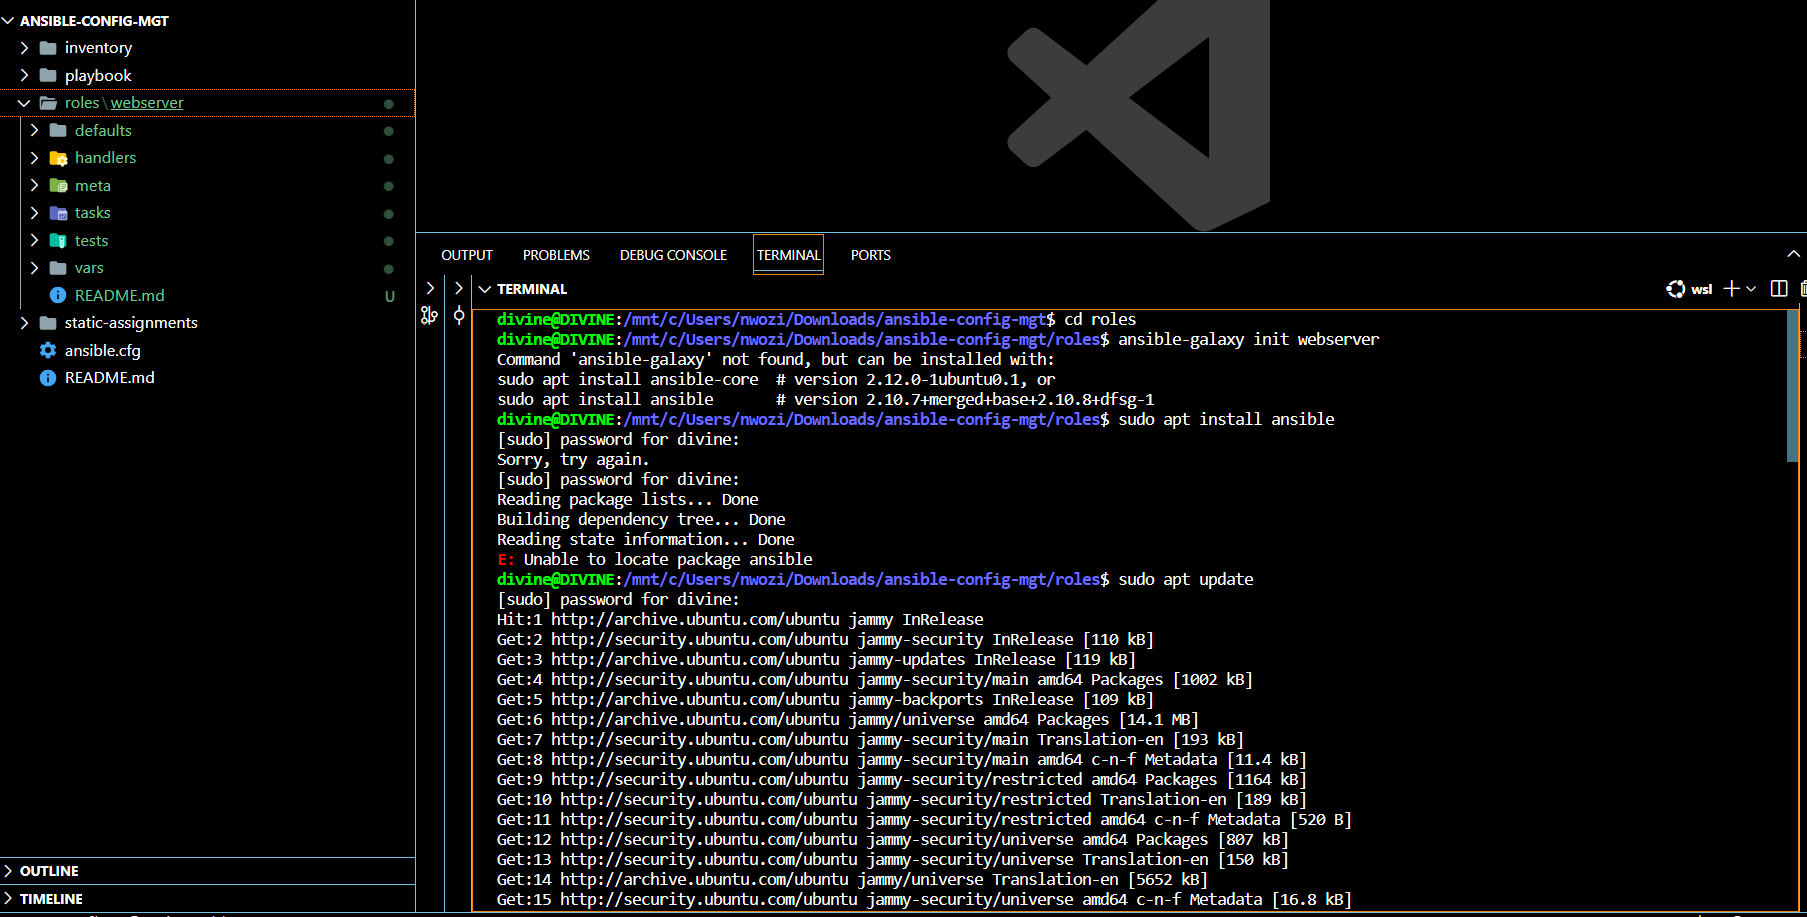 ANSIBLE-CONFIG-MGT
inventory
playbook
roles\webserver
defaults
handlers
meta
tasks
tests
vars
README.md U
static-assignments
ansible.cfg
README.md
OUTLINE
TIMELINE
OUTPUT PROBLEMS DEBUG CONSOLE TERMINAL PORTS
TERMINAL
wsl
divine@DIVINE:/mnt/c/Users/nwozi/Downloads/ansible-config-mgt$ cd roles
divine@DIVINE:/mnt/c/Users/nwozi/Downloads/ansible-config-mgt/roles$ ansible-galaxy init webserver
Command 'ansible-galaxy' not found, but can be installed with:
sudo apt install ansible-core  # version 2.12.0-1ubuntu0.1, or
sudo apt install ansible       # version 2.10.7+merged+base+2.10.8+dfsg-1
divine@DIVINE:/mnt/c/Users/nwozi/Downloads/ansible-config-mgt/roles$ sudo apt install ansible
[sudo] password for divine:
Sorry, try again.
[sudo] password for divine:
Reading package lists... Done
Building dependency tree... Done
Reading state information... Done
E: Unable to locate package ansible
divine@DIVINE:/mnt/c/Users/nwozi/Downloads/ansible-config-mgt/roles$ sudo apt update
[sudo] password for divine:
Hit:1 http://archive.ubuntu.com/ubuntu jammy InRelease
Get:2 http://security.ubuntu.com/ubuntu jammy-security InRelease [110 kB]
Get:3 http://archive.ubuntu.com/ubuntu jammy-updates InRelease [119 kB]
Get:4 http://security.ubuntu.com/ubuntu jammy-security/main amd64 Packages [1002 kB]
Get:5 http://archive.ubuntu.com/ubuntu jammy-backports InRelease [109 kB]
Get:6 http://archive.ubuntu.com/ubuntu jammy/universe amd64 Packages [14.1 MB]
Get:7 http://security.ubuntu.com/ubuntu jammy-security/main Translation-en [193 kB]
Get:8 http://security.ubuntu.com/ubuntu jammy-security/main amd64 c-n-f Metadata [11.4 kB]
Get:9 http://security.ubuntu.com/ubuntu jammy-security/restricted amd64 Packages [1164 kB]
Get:10 http://security.ubuntu.com/ubuntu jammy-security/restricted Translation-en [189 kB]
Get:11 http://security.ubuntu.com/ubuntu jammy-security/restricted amd64 c-n-f Metadata [520 B]
Get:12 http://security.ubuntu.com/ubuntu jammy-security/universe amd64 Packages [807 kB]
Get:13 http://security.ubuntu.com/ubuntu jammy-security/universe Translation-en [150 kB]
Get:14 http://archive.ubuntu.com/ubuntu jammy/universe Translation-en [5652 kB]
Get:15 http://security.ubuntu.com/ubuntu jammy-security/universe amd64 c-n-f Metadata [16.8 kB]